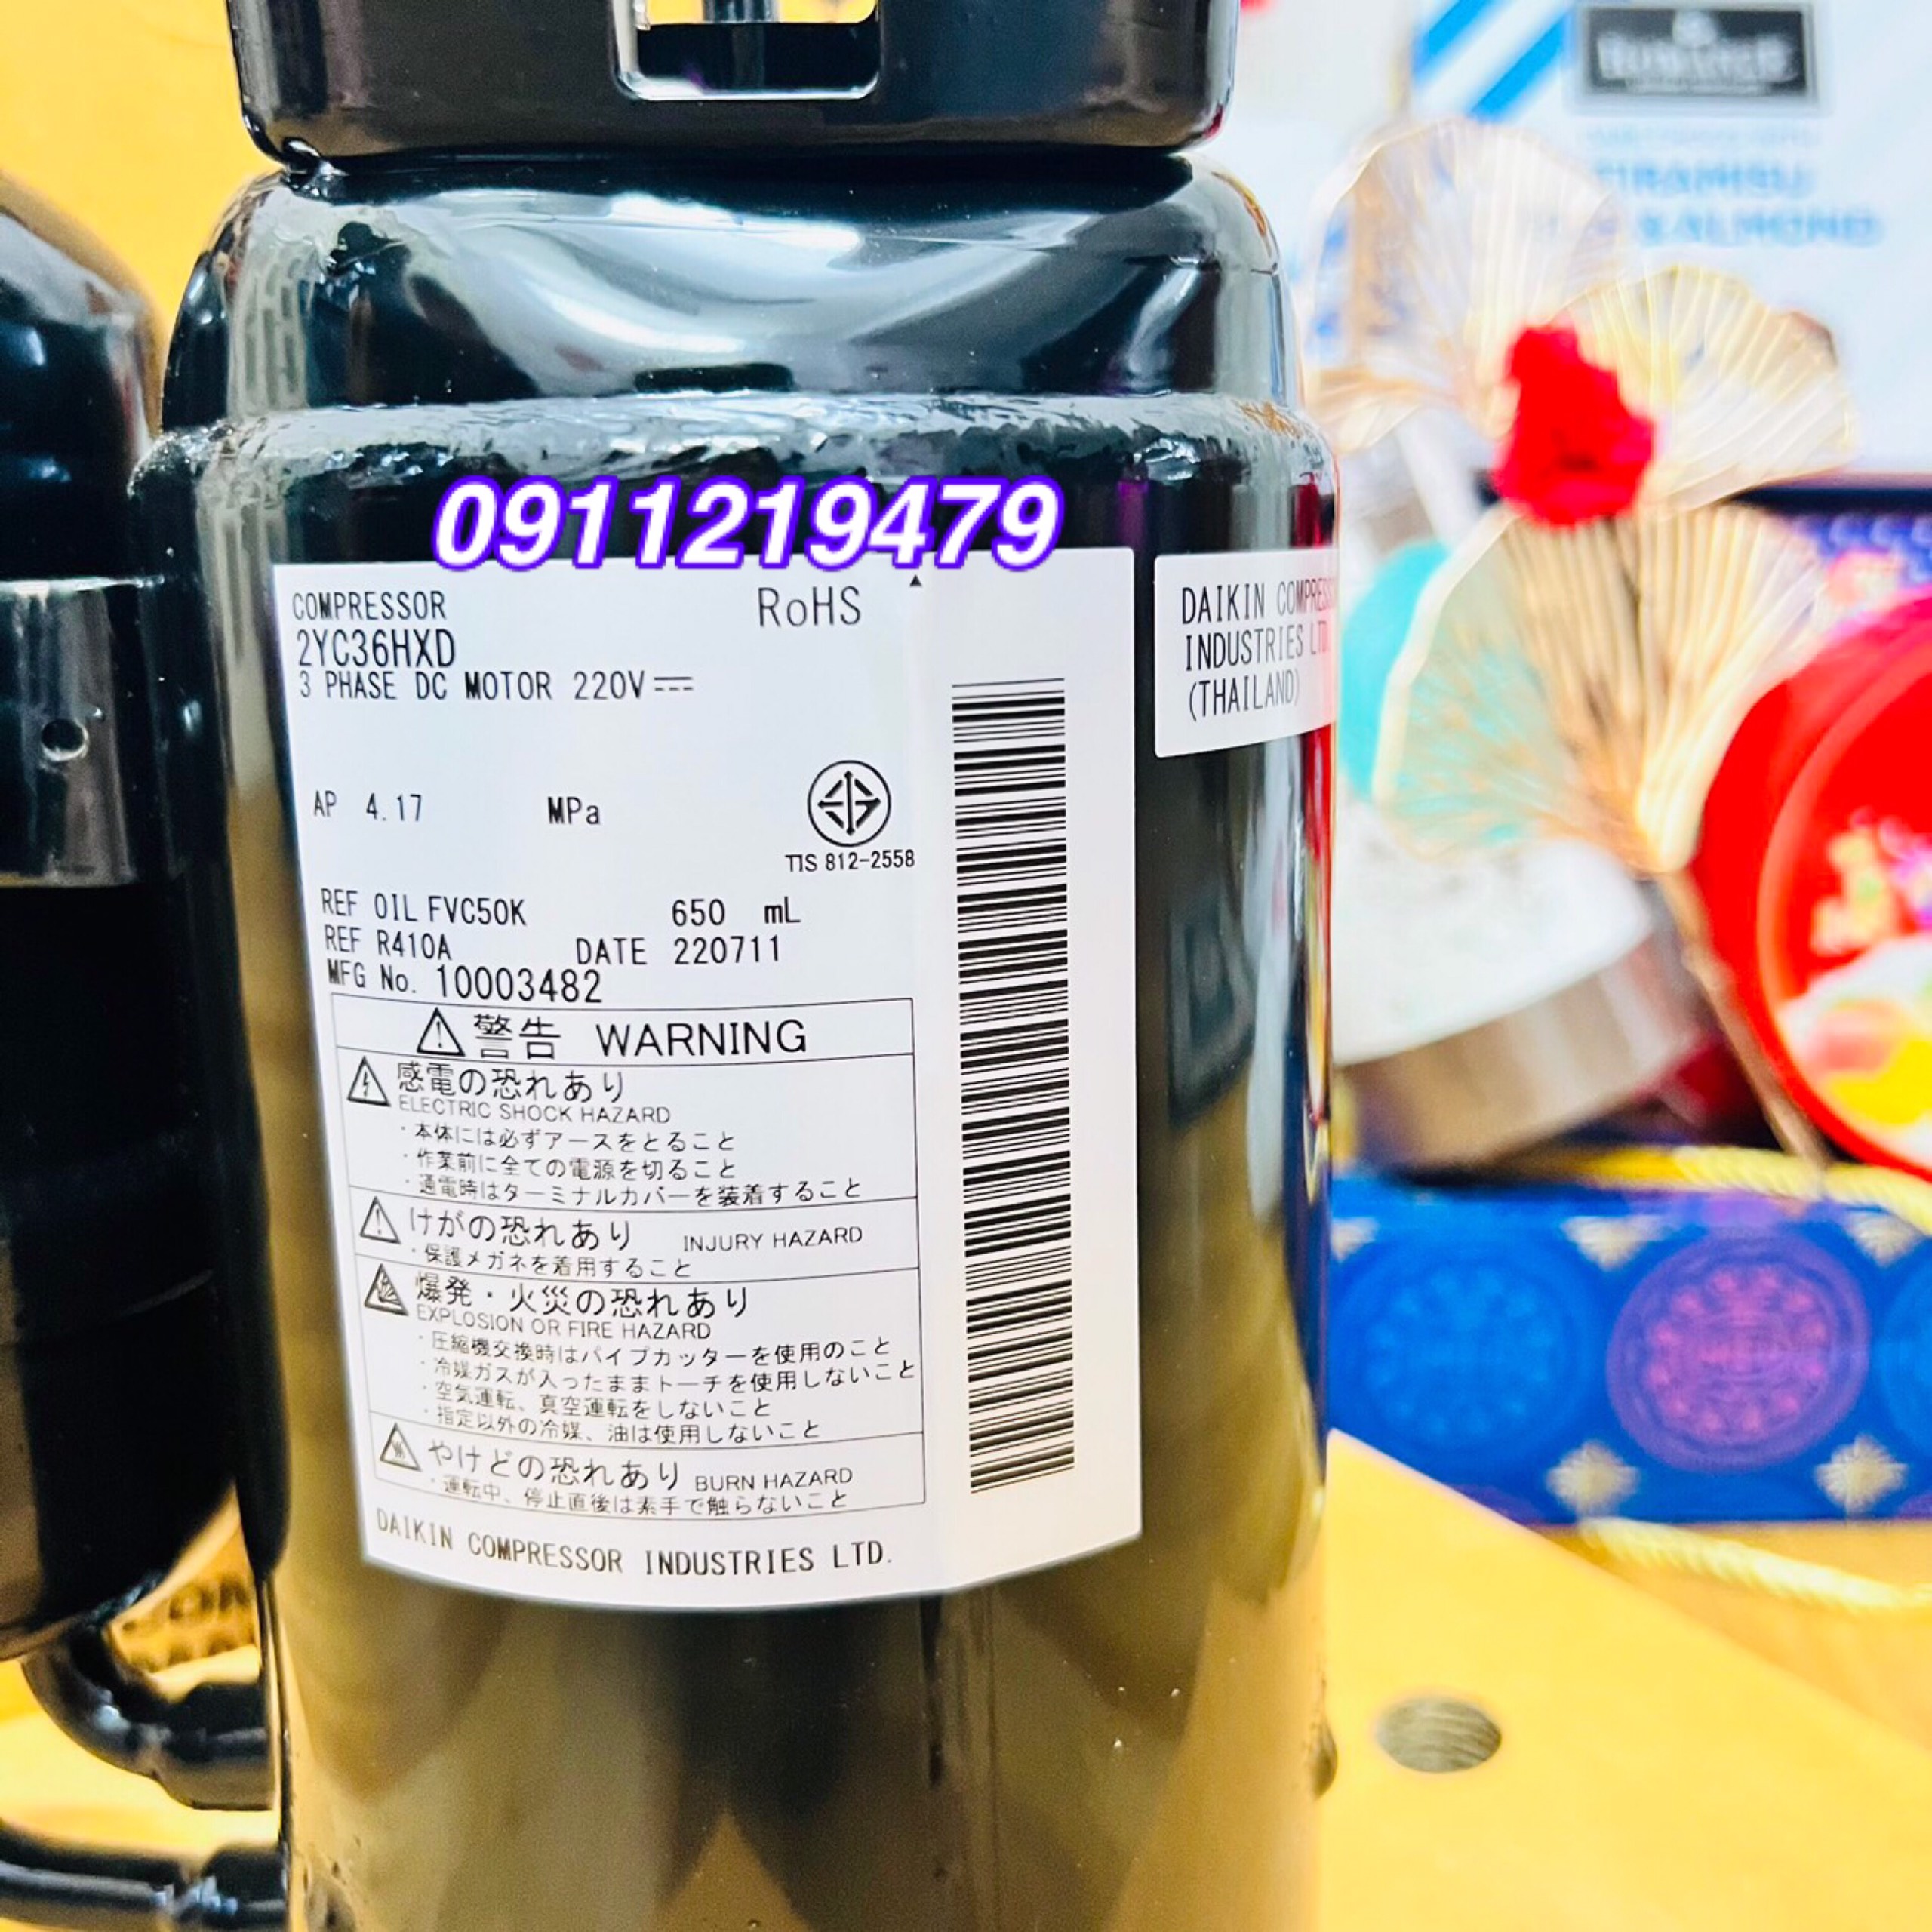 ROMANCE
TIRAMISU
& ALMOND
0911219479
COMPRESSOR
RoHS
2YC36HXD
3 PHASE DC MOTOR 220V
AP 4.17 MPa
TIS 812-2558
REF OIL FVC50K 650 mL
REF R410A DATE 220711
MFG No. 10003482
警告 WARNING
感電の恐れあり
ELECTRIC SHOCK HAZARD
・本体には必ずアースをとること
・作業前に全ての電源を切ること
・通電時はターミナルカバーを装着すること
けがの恐れあり INJURY HAZARD
・保護メガネを着用すること
爆発・火災の恐れあり
EXPLOSION OR FIRE HAZARD
・圧縮機交換時はパイプカッターを使用のこと
・冷媒ガスが入ったままトーチを使用しないこと
・空気運転、真空運転をしないこと
・指定以外の冷媒、油は使用しないこと
やけどの恐れあり BURN HAZARD
・運転中、停止直後は素手で触らないこと
DAIKIN COMPRESSOR INDUSTRIES LTD.
DAIKIN COMPRESS
INDUSTRIES LTD.
(THAILAND)